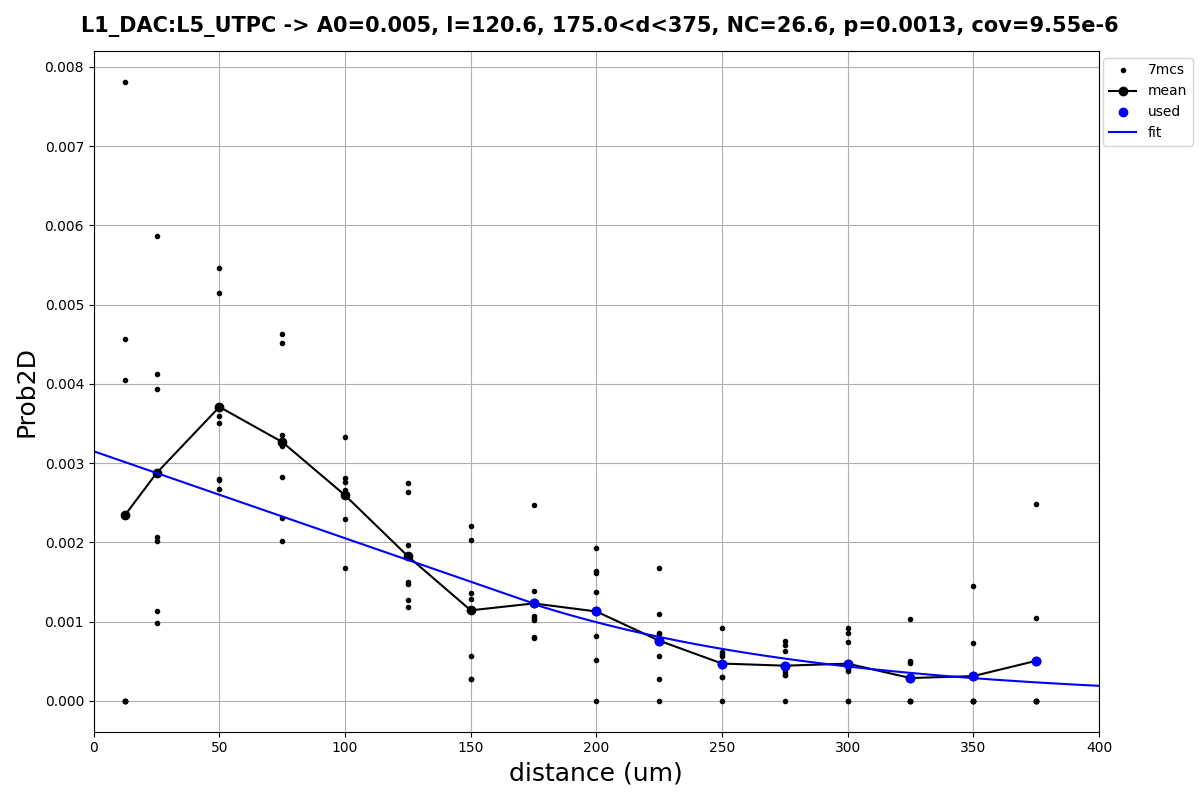 L1_DAC:L5_UTPC -> A0=0.005, l=120.6, 175.0<d<375, NC=26.6, p=0.0013, cov=9.55e-6
0.008
0.007
0.006
0.005
0.004
0.003
0.002
0.001
0.000
Prob2D
0
50
100
150
200
250
300
350
400
distance (um)
7mcs
mean
used
fit